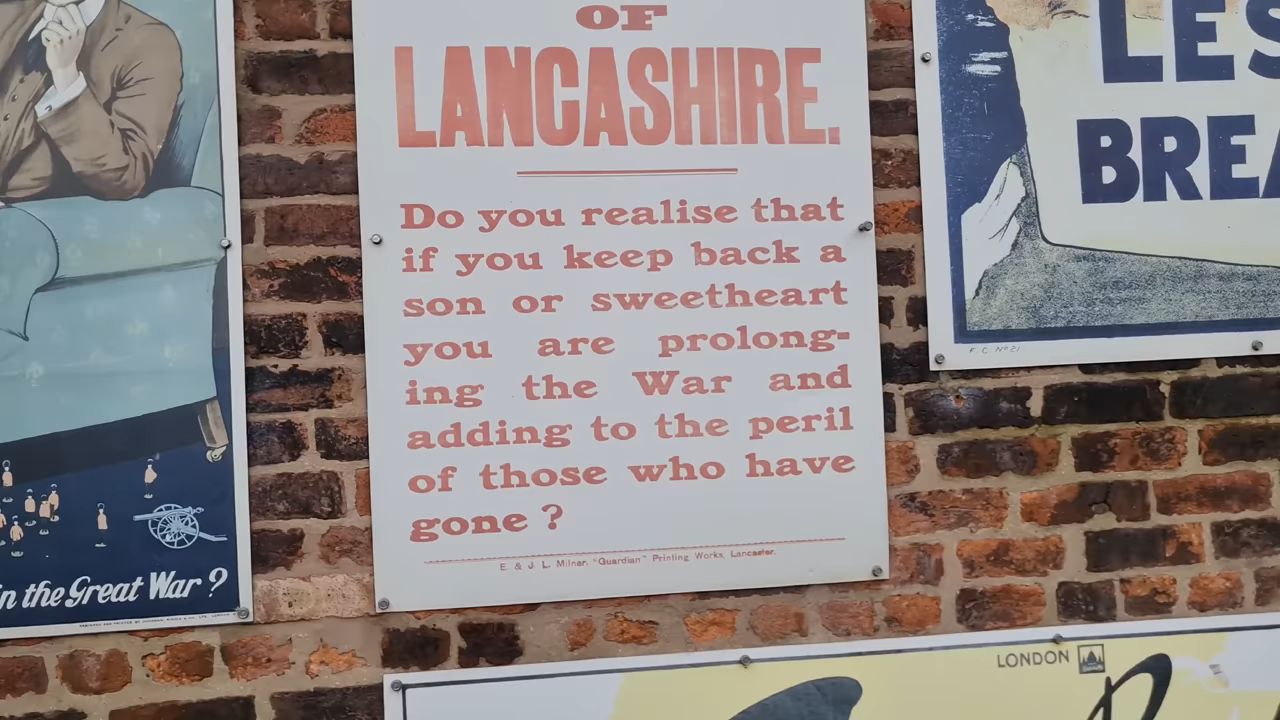 OF
LANCASHIRE.
Do you realise that
if you keep back a
son or sweetheart
you are prolong-
ing the War and
adding to the peril
of those who have
gone ?
E. & J. L. Milner, "Guardian" Printing Works, Lancaster.
in the Great War ?
LES
BREA
F. C. Nº 21
LONDON